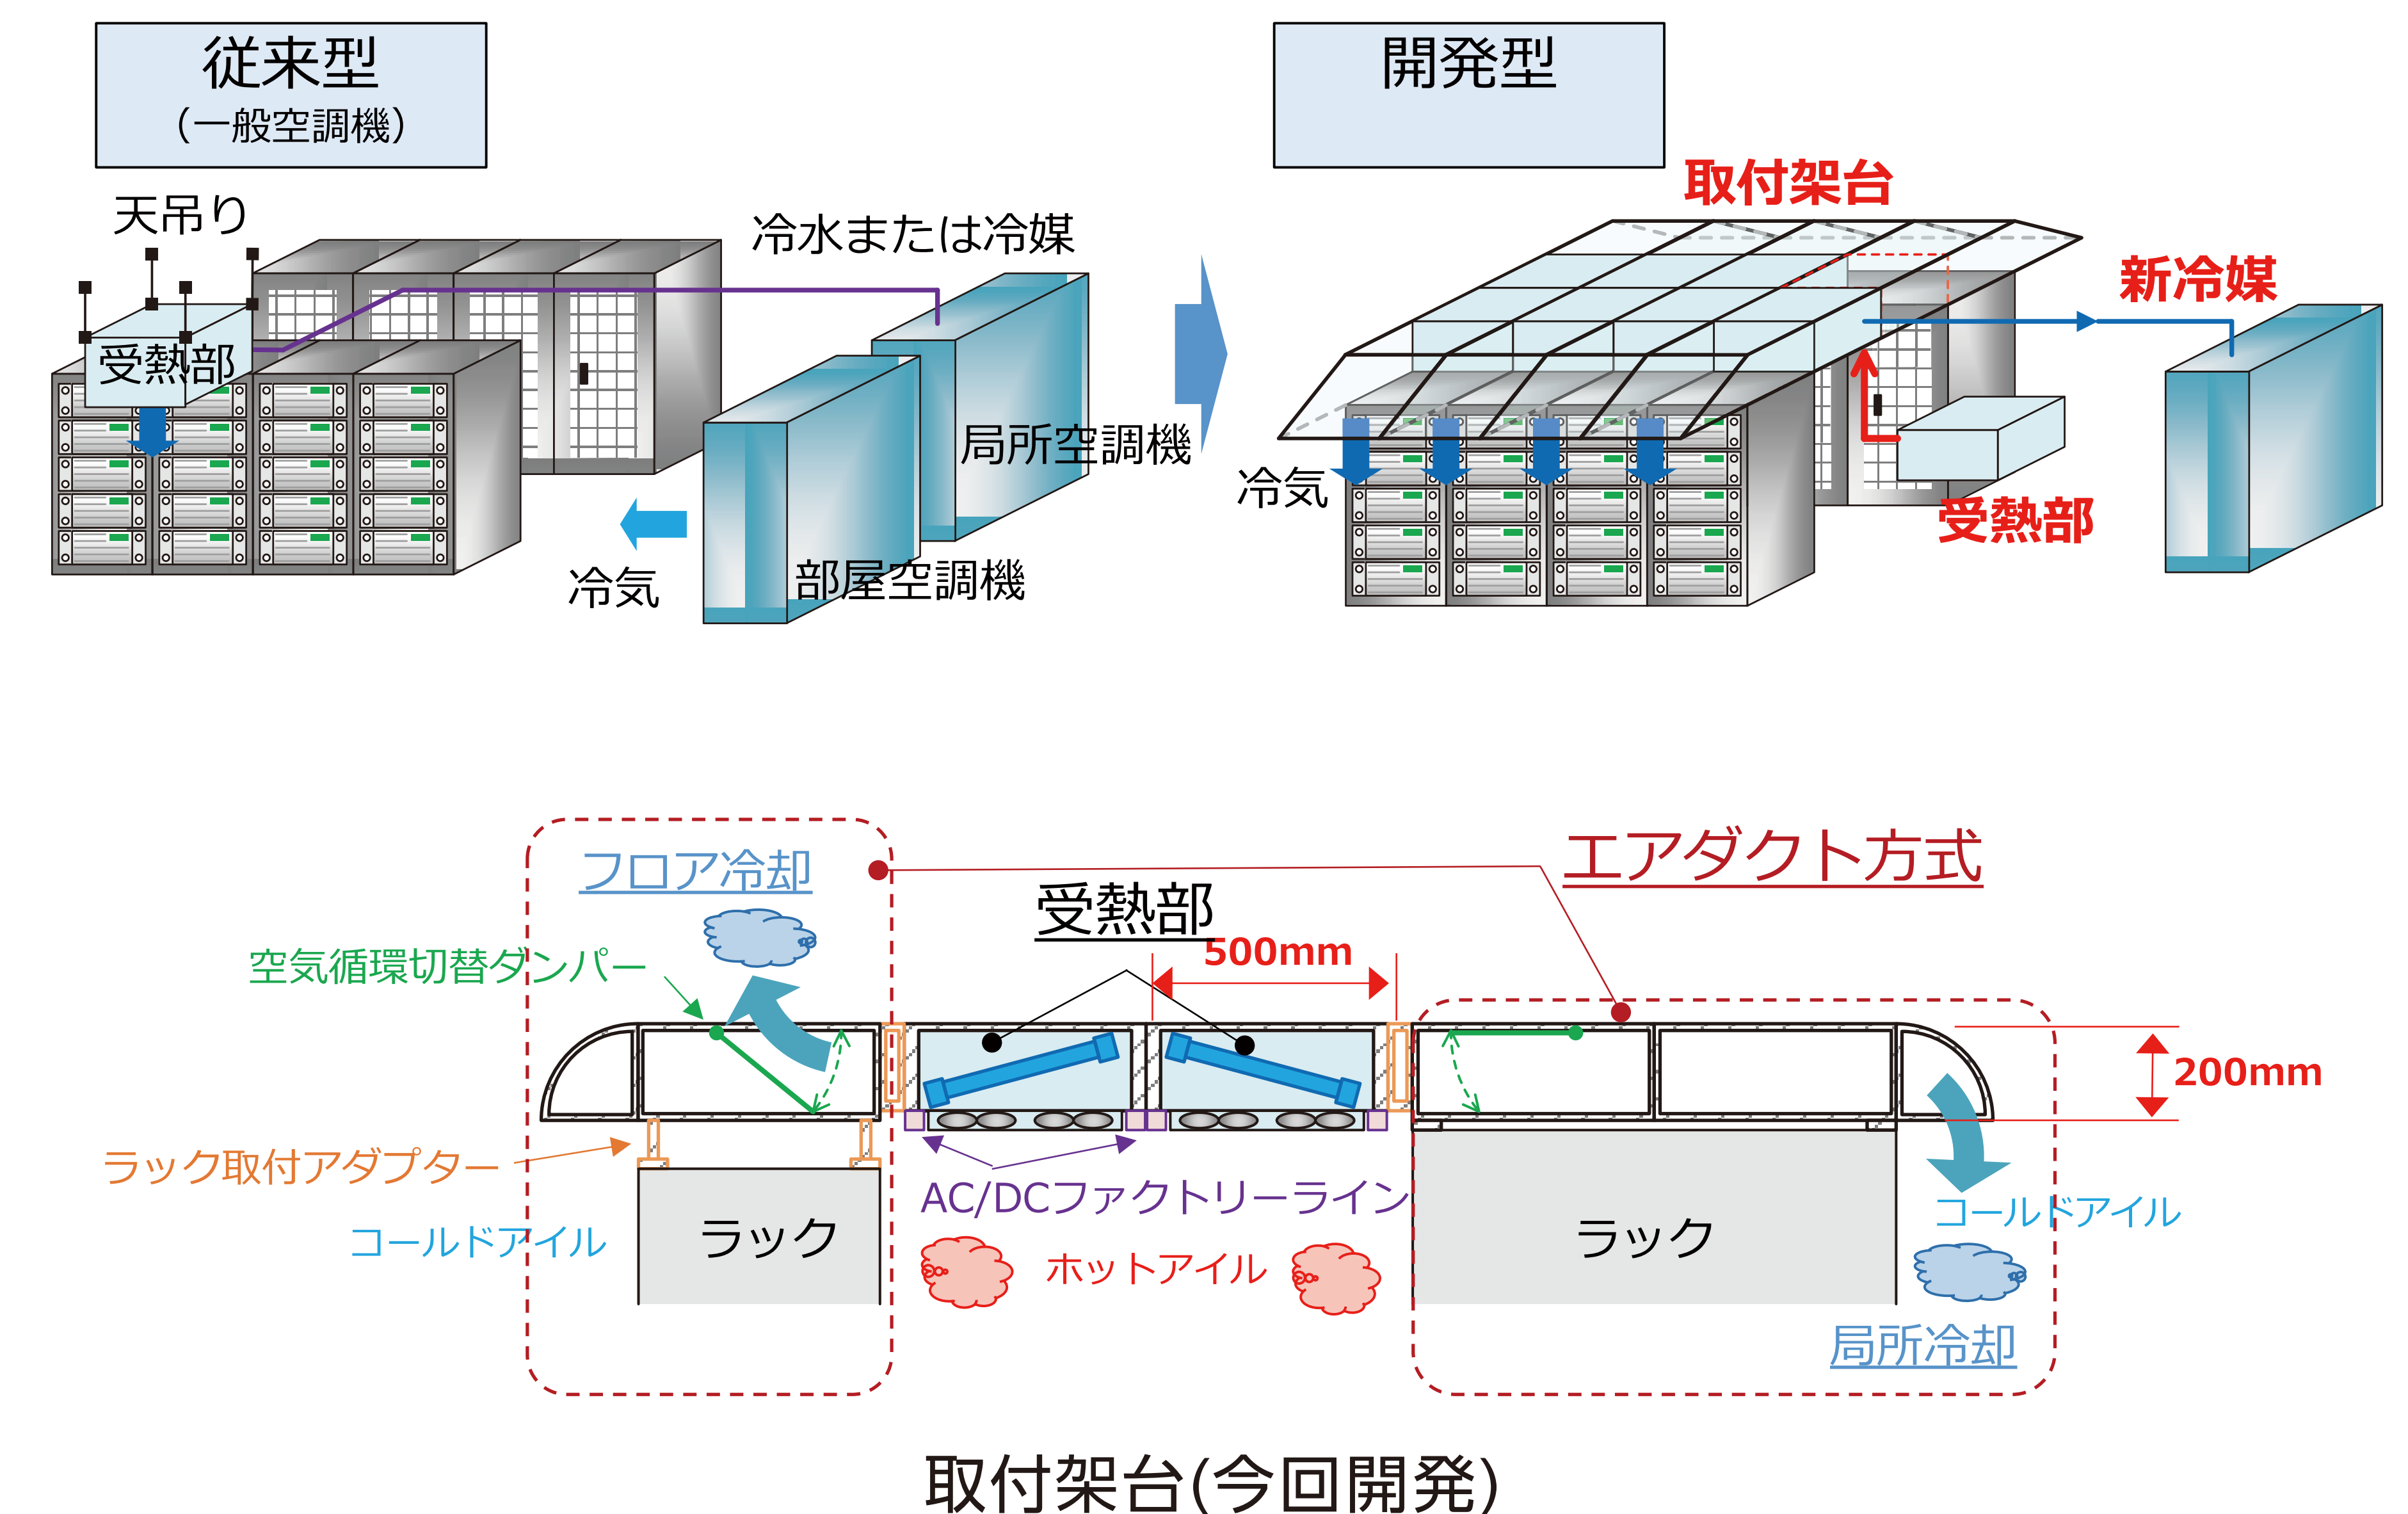 従来型
（一般空調機）
開発型
天吊り
受熱部
冷水または冷媒
局所空調機
部屋空調機
冷気
取付架台
新冷媒
冷気
受熱部
フロア冷却
エアダクト方式
受熱部
500mm
空気循環切替ダンパー
200mm
ラック取付アダプター
AC/DCファクトリーライン
コールドアイル
コールドアイル
ラック
ホットアイル
ラック
局所冷却
取付架台(今回開発)